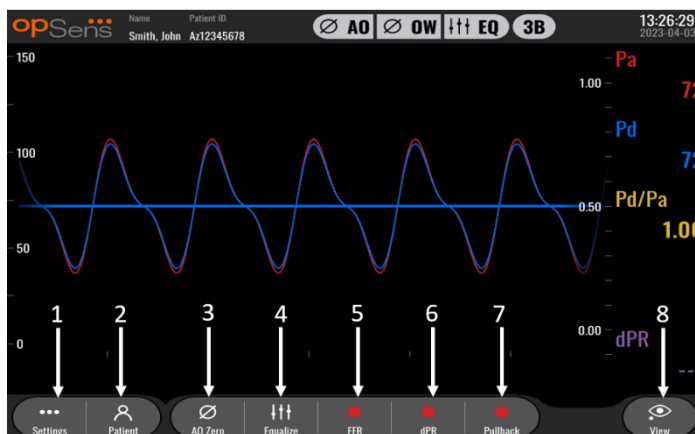 opSens
Name Patient ID
Smith, John Az12345678
AO OW EQ 3B
13:26:29
2023-04-03
150
100
50
0
1.00
0.50
0.00
Pa
72
Pd
72
Pd/Pa
1.00
dPR
--
1 2 3 4 5 6 7 8
Settings Patient AO Zero Equalize FFR dPR Pullback View